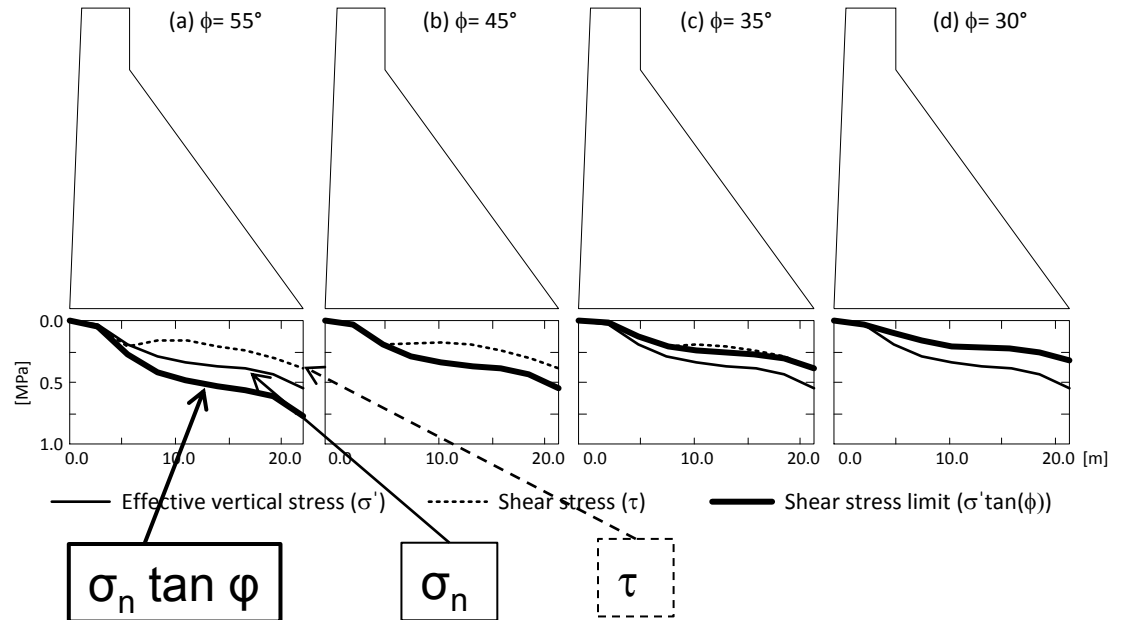 (a) ϕ= 55° (b) ϕ= 45° (c) ϕ= 35° (d) ϕ= 30°
0.0
0.5
1.0
[MPa]
0.0 10.0 20.0 0.0 10.0 20.0 0.0 10.0 20.0 0.0 10.0 20.0 [m]
Effective vertical stress (σ') Shear stress (τ) Shear stress limit (σ'tan(ϕ))
σn tan φ σn τ